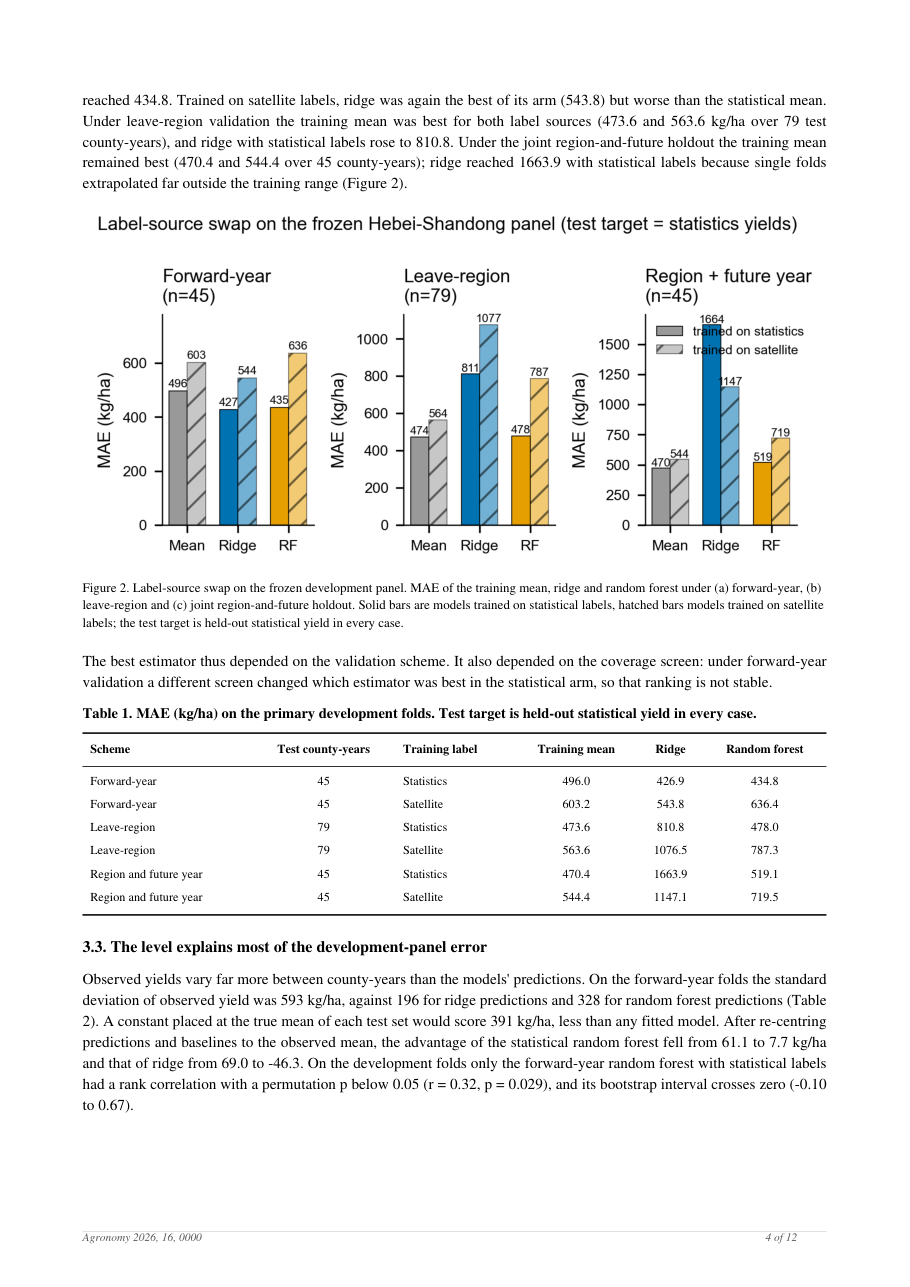 reached 434.8. Trained on satellite labels, ridge was again the best of its arm (543.8) but worse than the statistical mean.
Under leave-region validation the training mean was best for both label sources (473.6 and 563.6 kg/ha over 79 test
county-years), and ridge with statistical labels rose to 810.8. Under the joint region-and-future holdout the training mean
remained best (470.4 and 544.4 over 45 county-years); ridge reached 1663.9 with statistical labels because single folds
extrapolated far outside the training range (Figure 2).
Label-source swap on the frozen Hebei-Shandong panel (test target = statistics yields)
Forward-year
(n=45)
MAE (kg/ha)
600
400
200
0
496
603
427
544
435
636
Mean Ridge RF
Leave-region
(n=79)
MAE (kg/ha)
1000
800
600
400
200
0
474
564
811
1077
478
787
Mean Ridge RF
Region + future year
(n=45)
trained on statistics
trained on satellite
MAE (kg/ha)
1500
1250
1000
750
500
250
0
470
544
1664
1147
519
719
Mean Ridge RF
Figure 2. Label-source swap on the frozen development panel. MAE of the training mean, ridge and random forest under (a) forward-year, (b)
leave-region and (c) joint region-and-future holdout. Solid bars are models trained on statistical labels, hatched bars models trained on satellite
labels; the test target is held-out statistical yield in every case.
The best estimator thus depended on the validation scheme. It also depended on the coverage screen: under forward-year
validation a different screen changed which estimator was best in the statistical arm, so that ranking is not stable.
Table 1. MAE (kg/ha) on the primary development folds. Test target is held-out statistical yield in every case.
Scheme Test county-years Training label Training mean Ridge Random forest
Forward-year 45 Statistics 496.0 426.9 434.8
Forward-year 45 Satellite 603.2 543.8 636.4
Leave-region 79 Statistics 473.6 810.8 478.0
Leave-region 79 Satellite 563.6 1076.5 787.3
Region and future year 45 Statistics 470.4 1663.9 519.1
Region and future year 45 Satellite 544.4 1147.1 719.5
3.3. The level explains most of the development-panel error
Observed yields vary far more between county-years than the models' predictions. On the forward-year folds the standard
deviation of observed yield was 593 kg/ha, against 196 for ridge predictions and 328 for random forest predictions (Table
2). A constant placed at the true mean of each test set would score 391 kg/ha, less than any fitted model. After re-centring
predictions and baselines to the observed mean, the advantage of the statistical random forest fell from 61.1 to 7.7 kg/ha
and that of ridge from 69.0 to -46.3. On the development folds only the forward-year random forest with statistical labels
had a rank correlation with a permutation p below 0.05 (r = 0.32, p = 0.029), and its bootstrap interval crosses zero (-0.10
to 0.67).
Agronomy 2026, 16, 0000 4 of 12